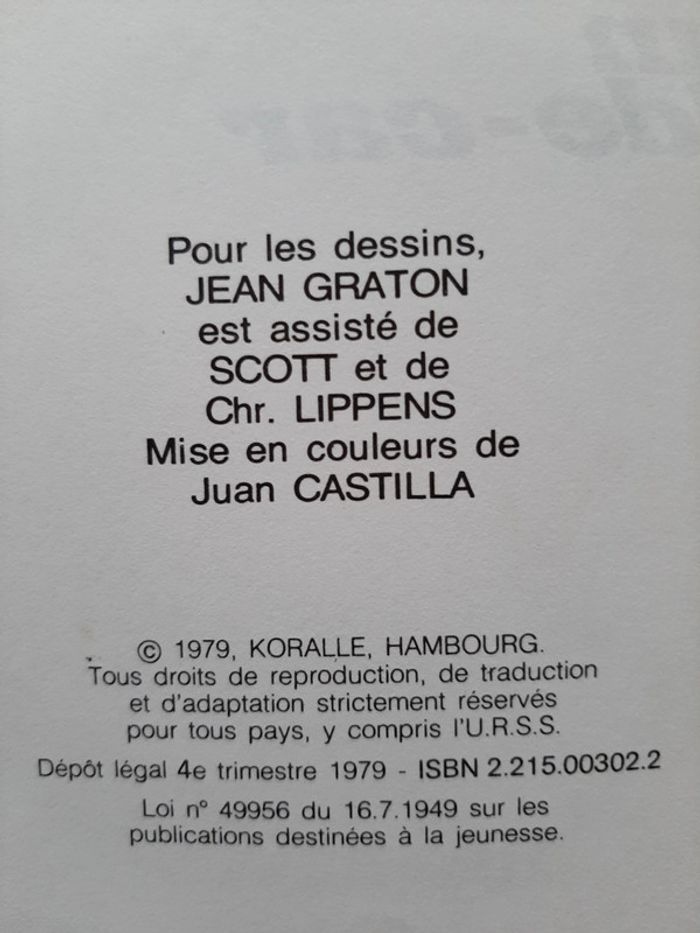 Pour les dessins,
JEAN GRATON
est assisté de
SCOTT et de
Chr. LIPPENS
Mise en couleurs de
Juan CASTILLA
© 1979, KORALLE, HAMBOURG.
Tous droits de reproduction, de traduction
et d'adaptation strictement réservés
pour tous pays, y compris l'U.R.S.S.
Dépôt légal 4e trimestre 1979 - ISBN 2.215.00302.2
Loi n° 49956 du 16.7.1949 sur les
publications destinées à la jeunesse.